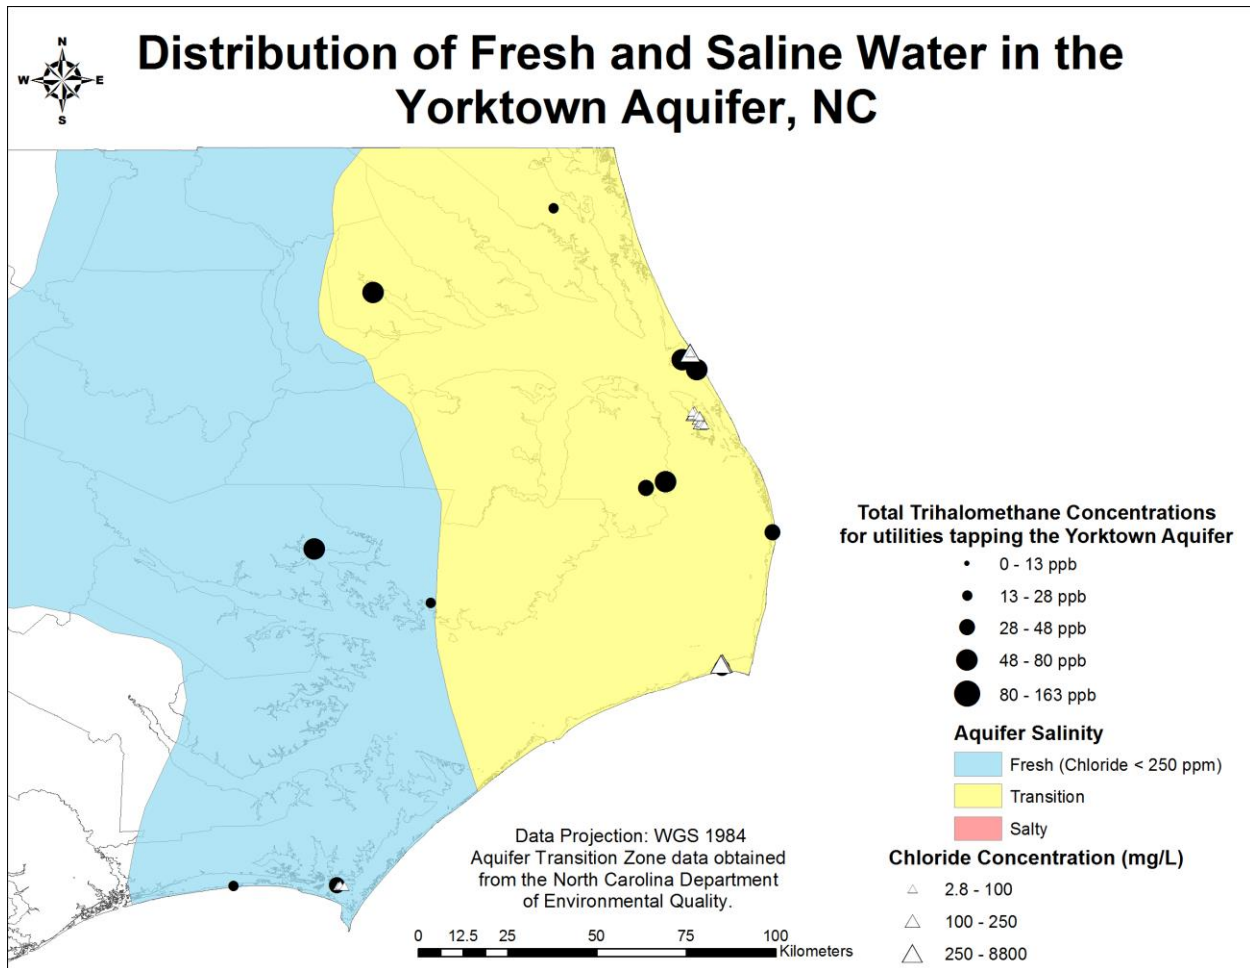 Distribution of Fresh and Saline Water in the
Yorktown Aquifer, NC
N
W E
S
Total Trihalomethane Concentrations
for utilities tapping the Yorktown Aquifer
0 - 13 ppb
13 - 28 ppb
28 - 48 ppb
48 - 80 ppb
80 - 163 ppb
Aquifer Salinity
Fresh (Chloride < 250 ppm)
Transition
Salty
Chloride Concentration (mg/L)
2.8 - 100
100 - 250
250 - 8800
Data Projection: WGS 1984
Aquifer Transition Zone data obtained
from the North Carolina Department
of Environmental Quality.
0 12.5 25 50 75 100
Kilometers